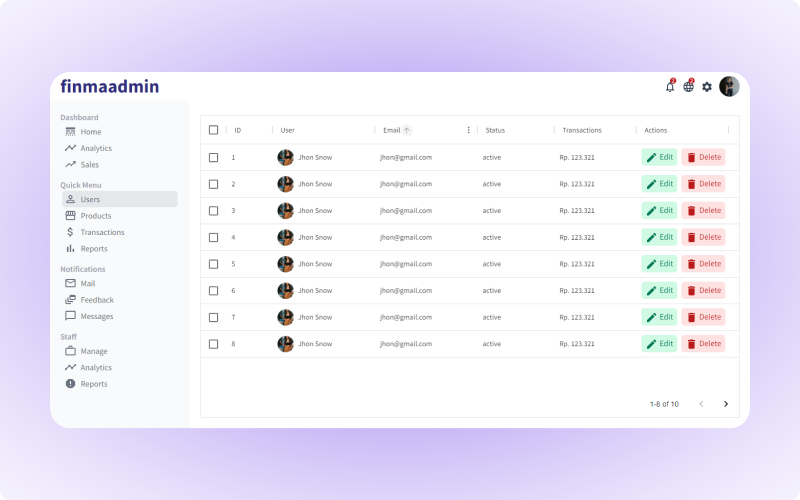 finmaadmin
2
2
Dashboard
Home
Analytics
Sales
Quick Menu
Users
Products
Transactions
Reports
Notifications
Mail
Feedback
Messages
Staff
Manage
Analytics
Reports
ID User Email Status Transactions Actions
1 Jhon Snow jhon@gmail.com active Rp. 123.321 Edit Delete
2 Jhon Snow jhon@gmail.com active Rp. 123.321 Edit Delete
3 Jhon Snow jhon@gmail.com active Rp. 123.321 Edit Delete
4 Jhon Snow jhon@gmail.com active Rp. 123.321 Edit Delete
5 Jhon Snow jhon@gmail.com active Rp. 123.321 Edit Delete
6 Jhon Snow jhon@gmail.com active Rp. 123.321 Edit Delete
7 Jhon Snow jhon@gmail.com active Rp. 123.321 Edit Delete
8 Jhon Snow jhon@gmail.com active Rp. 123.321 Edit Delete
1-8 of 10